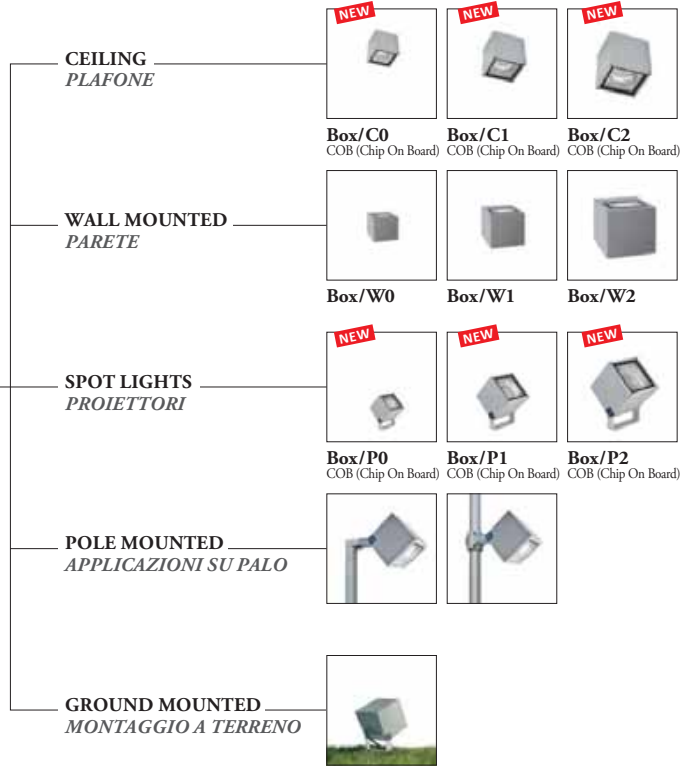 NEW NEW NEW
CEILING
PLAFONE
Box/C0 Box/C1 Box/C2
COB (Chip On Board) COB (Chip On Board) COB (Chip On Board)
WALL MOUNTED
PARETE
Box/W0 Box/W1 Box/W2
NEW NEW NEW
SPOT LIGHTS
PROIETTORI
Box/P0 Box/P1 Box/P2
COB (Chip On Board) COB (Chip On Board) COB (Chip On Board)
POLE MOUNTED
APPLICAZIONI SU PALO
GROUND MOUNTED
MONTAGGIO A TERRENO